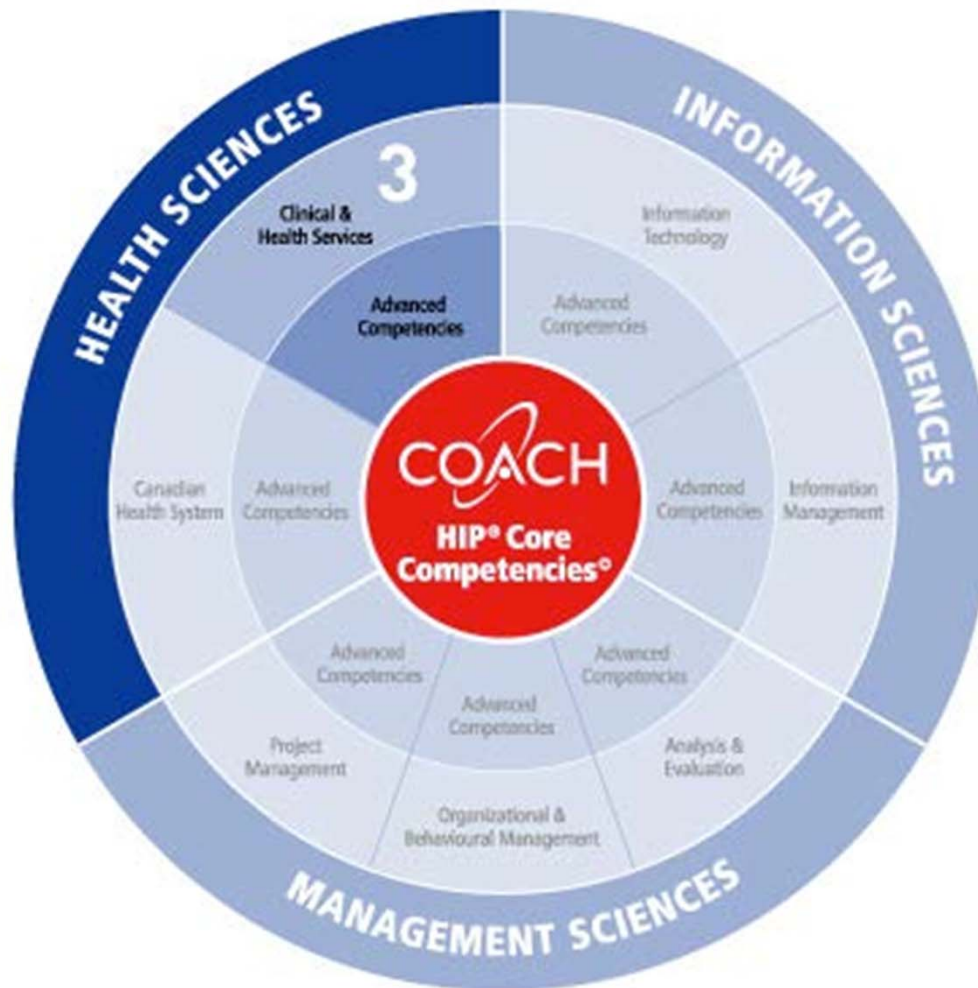 HEALTH SCIENCES
INFORMATION SCIENCES
MANAGEMENT SCIENCES
3
Clinical &
Health Services
Advanced
Competencies
Information
Technology
Advanced
Competencies
Canadian
Health System
Advanced
Competencies
COACH
HIP® Core
Competencies©
Advanced
Competencies
Information
Management
Advanced
Competencies
Project
Management
Advanced
Competencies
Organizational &
Behavioural Management
Advanced
Competencies
Analysis &
Evaluation